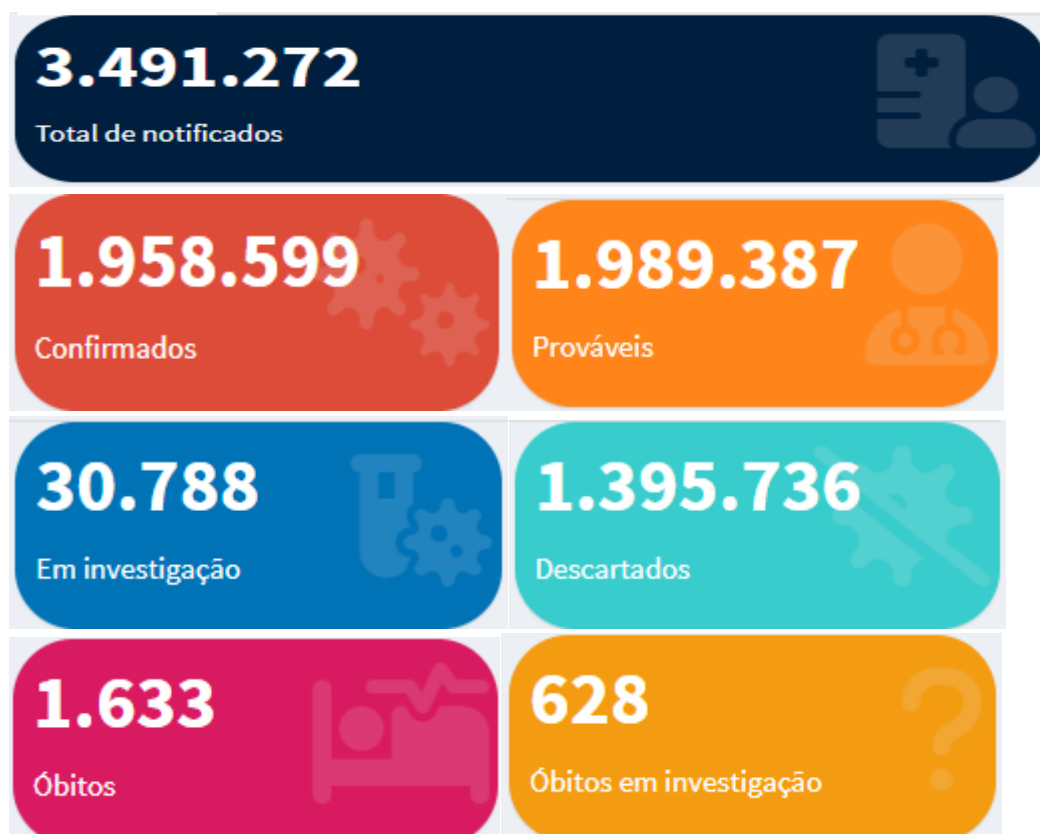 3.491.272
Total de notificados
1.958.599
Confirmados
1.989.387
Prováveis
30.788
Em investigação
1.395.736
Descartados
1.633
Óbitos
628
Óbitos em investigação